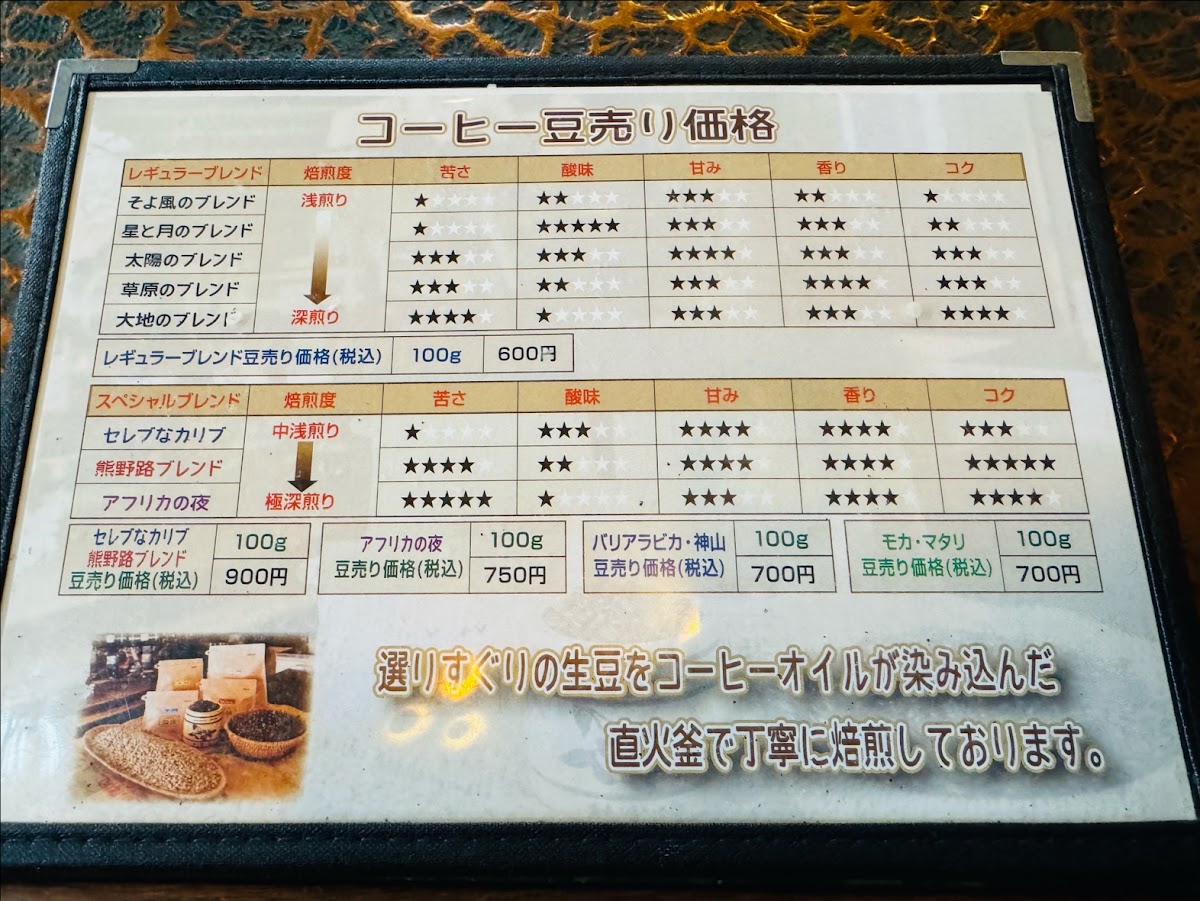 コーヒー豆売り価格
レギュラーブレンド 焙煎度 苦さ 酸味 甘み 香り コク
そよ風のブレンド 浅煎り ★☆☆☆☆ ★★☆☆☆ ★★★☆☆ ★★☆☆☆ ★☆☆☆☆
星と月のブレンド ★☆☆☆☆ ★★★★★ ★★★☆☆ ★★★☆☆ ★★☆☆☆
太陽のブレンド ★★★☆☆ ★★★☆☆ ★★★★☆ ★★★☆☆ ★★★☆☆
草原のブレンド ★★★☆☆ ★★☆☆☆ ★★★☆☆ ★★★★☆ ★★★☆☆
大地のブレンド 深煎り ★★★★☆ ★☆☆☆☆ ★★★☆☆ ★★★☆☆ ★★★★☆
レギュラーブレンド豆売り価格(税込) 100g 600円
スペシャルブレンド 焙煎度 苦さ 酸味 甘み 香り コク
セレブなカリブ 中浅煎り ★☆☆☆☆ ★★★☆☆ ★★★★☆ ★★★★☆ ★★★☆☆
熊野路ブレンド ★★★★☆ ★★☆☆☆ ★★★★☆ ★★★★☆ ★★★★★
アフリカの夜 極深煎り ★★★★★ ★☆☆☆☆ ★★★☆☆ ★★★★☆ ★★★★☆
セレブなカリブ
熊野路ブレンド
豆売り価格(税込)
100g
900円
アフリカの夜
豆売り価格(税込)
100g
750円
バリアラビカ・神山
豆売り価格(税込)
100g
700円
モカ・マタリ
豆売り価格(税込)
100g
700円
選りすぐりの生豆をコーヒーオイルが染み込んだ
直火釜で丁寧に焙煎しております。